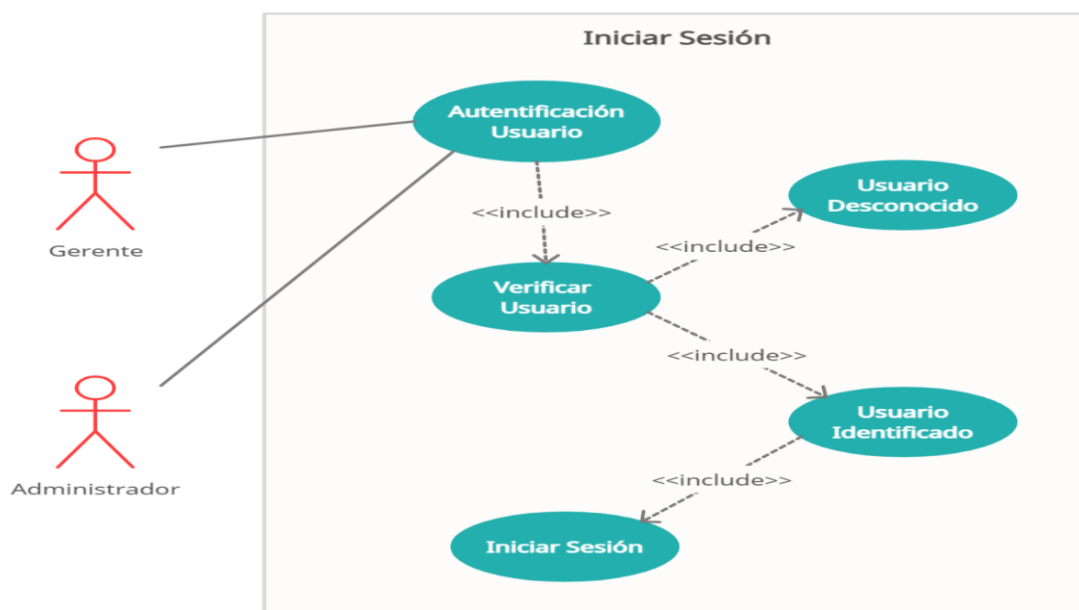 Iniciar Sesión
Autentificación
Usuario
Gerente
<<include>>
Usuario
Desconocido
<<include>>
Verificar
Usuario
<<include>>
Usuario
Identificado
<<include>>
Administrador
Iniciar Sesión